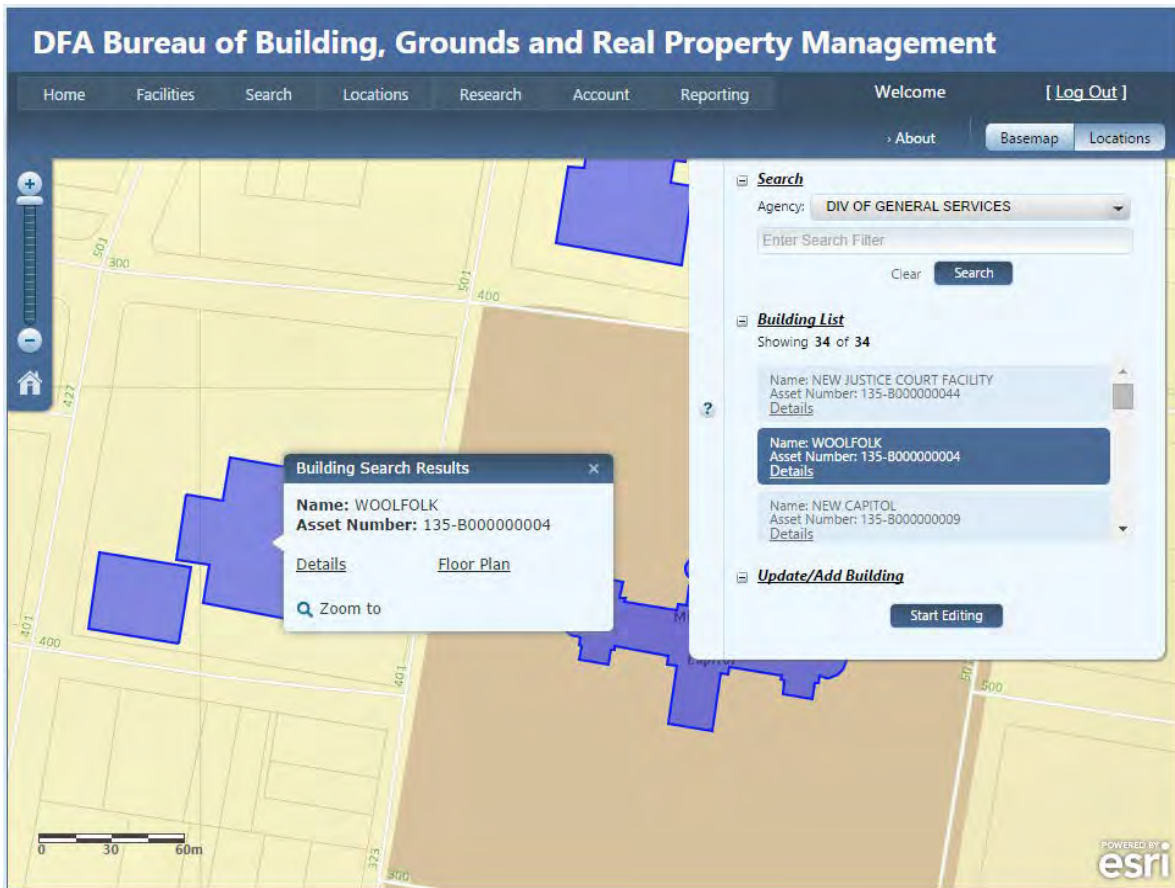 DFA Bureau of Building, Grounds and Real Property Management
Home Facilities Search Locations Research Account Reporting Welcome [ Log Out ]
› About Basemap Locations
Search
Agency: DIV OF GENERAL SERVICES
Enter Search Filter
Clear Search
Building List
Showing 34 of 34
Name: NEW JUSTICE COURT FACILITY
Asset Number: 135-B000000044
Details
?
Name: WOOLFOLK
Asset Number: 135-B000000004
Details
Name: NEW CAPITOL
Asset Number: 135-B000000009
Details
Update/Add Building
Start Editing
Building Search Results ×
Name: WOOLFOLK
Asset Number: 135-B000000004
Details Floor Plan
Zoom to
501
300
501
400
427
401
400
401
501
500
323
300
0 30 60m
POWERED BY
esri